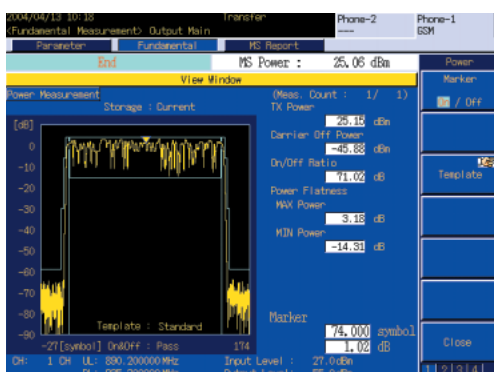 2004/04/13 10:18 Transfer Phone-2 Phone-1
<Fundamental Measurement> Output Main ---- GSM
Parameter Fundamental MS Report
End MS Power : 25.06 dBm Power
View Window Marker
Power Measurement (Meas. Count : 1/ 1) / Off
Storage : Current TX Power
25.15 dBm
[dB] Carrier Off Power
-45.88 dBm
0 On/Off Ratio
-10 71.02 dB Template
-20 Power Flatness
-30 MAX Power
3.18 dB
-40 MIN Power
-50 -14.31 dB
-60
-70
-80 Marker
Template : Standard 74.000 symbol
-90 1.02 dB Close
-27[symbol] On&Off : Pass 174
CH: 1 CH UL: 890.200000MHz Input Level : 27.0dBm
1 2 3 4